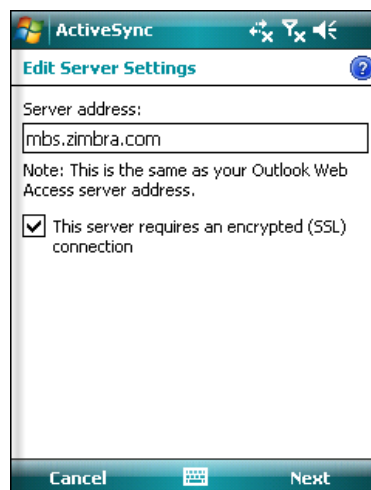 ActiveSync
Edit Server Settings
?
Server address:
mbs.zimbra.com
Note: This is the same as your Outlook Web
Access server address.
This server requires an encrypted (SSL)
connection
Cancel
Next